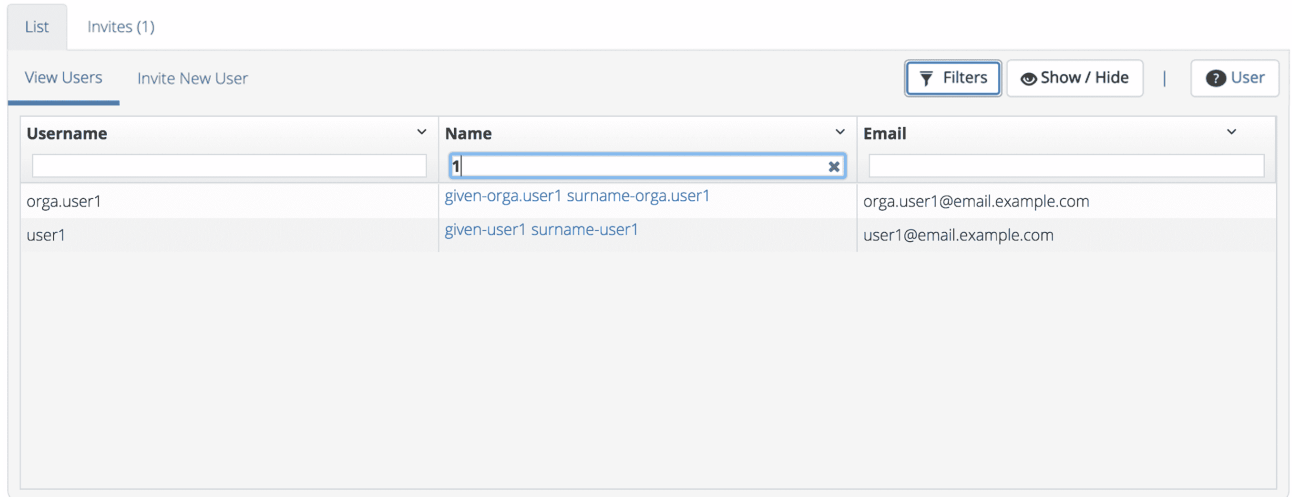 List Invites (1)
View Users Invite New User Filters Show / Hide | ? User
Username Name Email
1
orga.user1 given-orga.user1 surname-orga.user1 orga.user1@email.example.com
user1 given-user1 surname-user1 user1@email.example.com